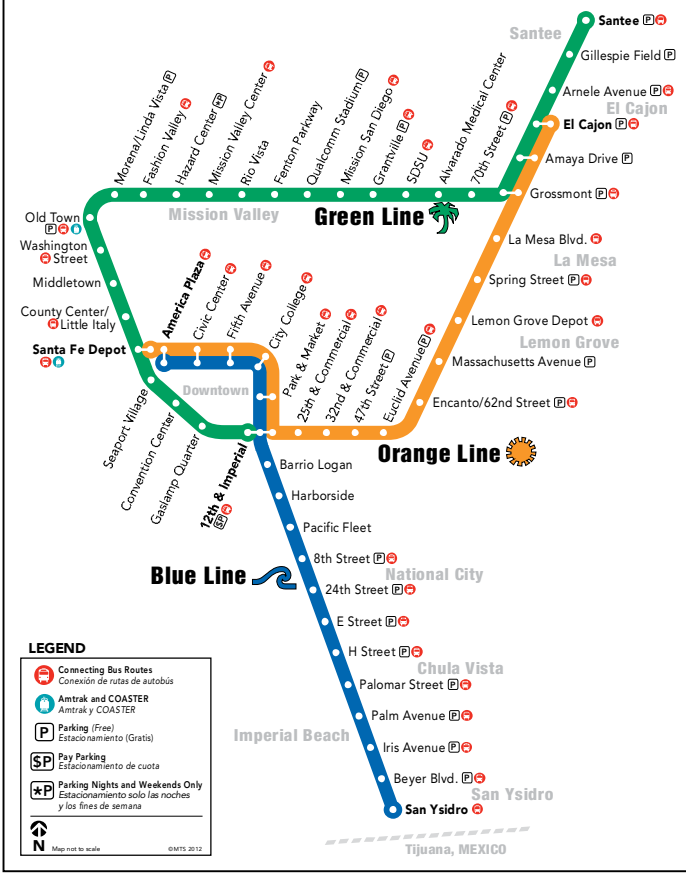 Santee
Santee P
Gillespie Field P
Arnele Avenue P
El Cajon
El Cajon P
Amaya Drive P
Grossmont P
Morena/Linda Vista P
Fashion Valley
Hazard Center *P
Mission Valley Center
Rio Vista
Fenton Parkway
Qualcomm Stadium P
Mission San Diego
Grantville P
SDSU
Alvarado Medical Center
70th Street P
Mission Valley
Green Line
Old Town
P
Washington
Street
Middletown
County Center/
Little Italy
Santa Fe Depot
America Plaza
Civic Center
Fifth Avenue
City College
Park & Market
25th & Commercial
32nd & Commercial
47th Street P
Euclid Avenue P
La Mesa Blvd.
La Mesa
Spring Street P
Lemon Grove Depot
Lemon Grove
Massachusetts Avenue P
Encanto/62nd Street P
Downtown
Seaport Village
Convention Center
Gaslamp Quarter
12th & Imperial
$P
Orange Line
Barrio Logan
Harborside
Pacific Fleet
8th Street P
Blue Line
National City
24th Street P
E Street P
H Street P
Chula Vista
Palomar Street P
Palm Avenue P
Imperial Beach
Iris Avenue P
Beyer Blvd. P
San Ysidro
San Ysidro
Tijuana, MEXICO
LEGEND
Connecting Bus Routes
Conexión de rutas de autobús
Amtrak and COASTER
Amtrak y COASTER
P
Parking (Free)
Estacionamiento (Gratis)
$P
Pay Parking
Estacionamiento de cuota
*P
Parking Nights and Weekends Only
Estacionamiento solo las noches
y los fines de semana
N
Map not to scale
©MTS 2012